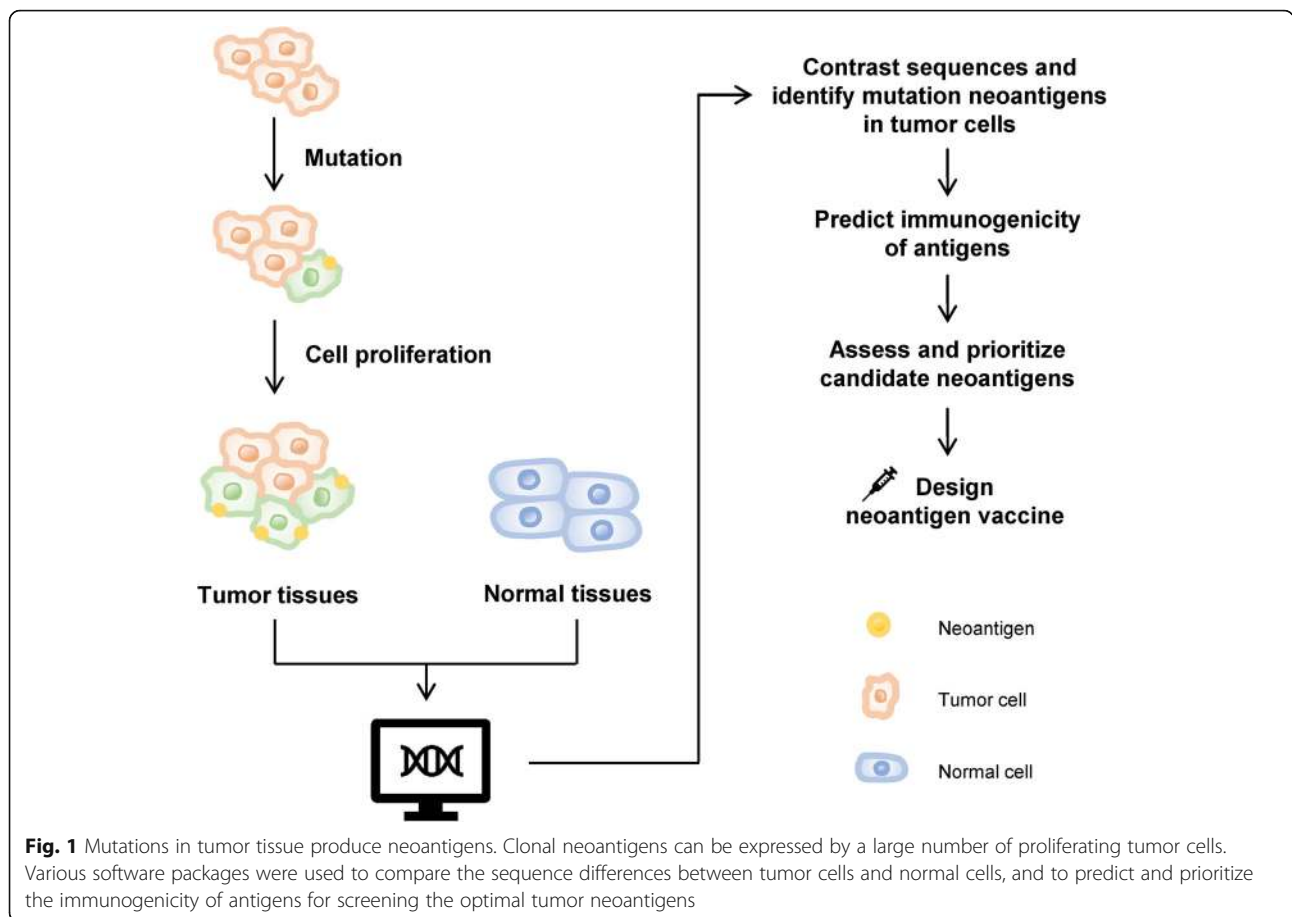 Mutation
Cell proliferation
Tumor tissues
Normal tissues
Contrast sequences and
identify mutation neoantigens
in tumor cells
Predict immunogenicity
of antigens
Assess and prioritize
candidate neoantigens
Design
neoantigen vaccine
Neoantigen
Tumor cell
Normal cell
Fig. 1 Mutations in tumor tissue produce neoantigens. Clonal neoantigens can be expressed by a large number of proliferating tumor cells.
Various software packages were used to compare the sequence differences between tumor cells and normal cells, and to predict and prioritize
the immunogenicity of antigens for screening the optimal tumor neoantigens